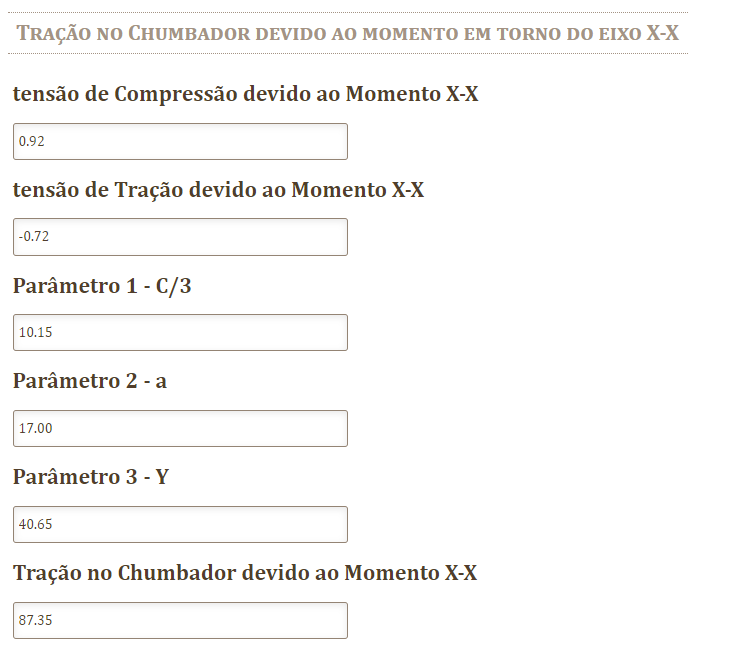 Tração no Chumbador devido ao momento em torno do eixo X-X
tensão de Compressão devido ao Momento X-X
0.92
tensão de Tração devido ao Momento X-X
-0.72
Parâmetro 1 - C/3
10.15
Parâmetro 2 - a
17.00
Parâmetro 3 - Y
40.65
Tração no Chumbador devido ao Momento X-X
87.35